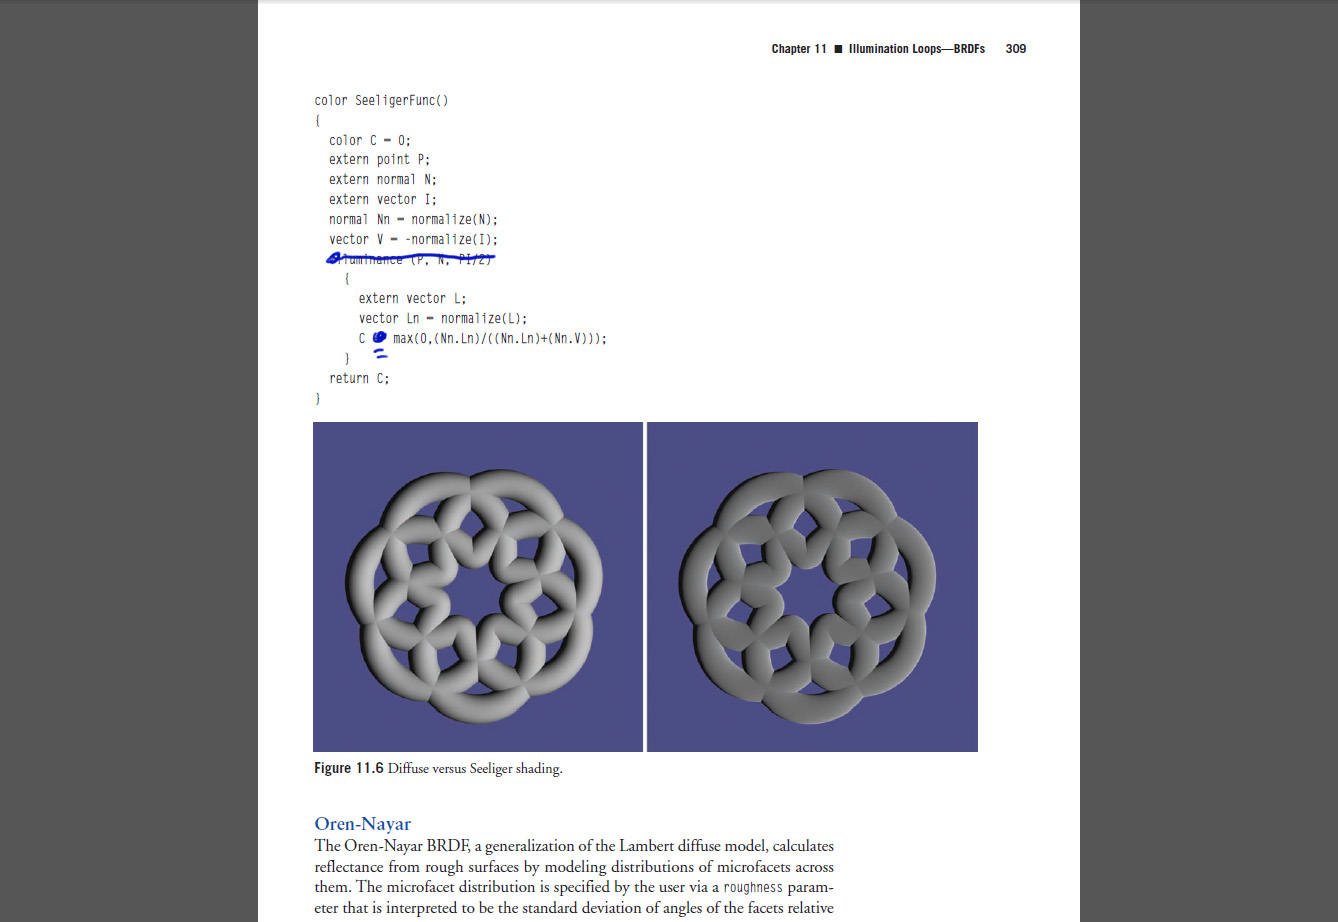 Chapter 11 ■ Illumination Loops—BRDFs 309
color SeeligerFunc()
{
color C = 0;
extern point P;
extern normal N;
extern vector I;
normal Nn = normalize(N);
vector V = -normalize(I);
(P, N, PI/2)
{
extern vector L;
vector Ln = normalize(L);
C = max(0,(Nn.Ln)/((Nn.Ln)+(Nn.V)));
}
return C;
}
Figure 11.6 Diffuse versus Seeliger shading.
Oren-Nayar
The Oren-Nayar BRDF, a generalization of the Lambert diffuse model, calculates
reflectance from rough surfaces by modeling distributions of microfacets across
them. The microfacet distribution is specified by the user via a roughness param-
eter that is interpreted to be the standard deviation of angles of the facets relative